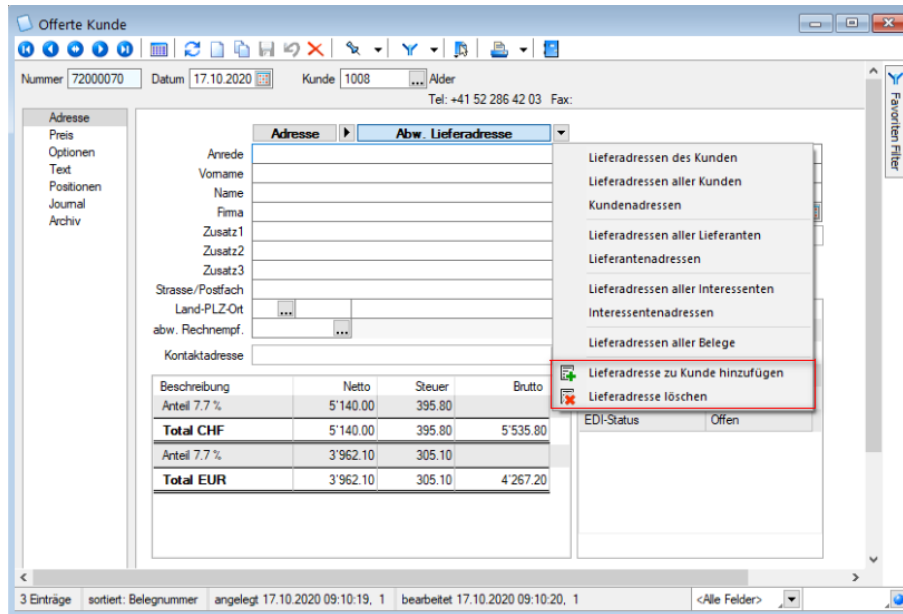 Offerte Kunde
Nummer 72000070 Datum 17.10.2020 Kunde 1008 ... Alder
Tel: +41 52 286 42 03 Fax:
Favoriten Filter
Adresse
Preis
Optionen
Text
Positionen
Journal
Archiv
Adresse Abw. Lieferadresse
Anrede
Vorname
Name
Firma
Zusatz1
Zusatz2
Zusatz3
Strasse/Postfach
Land-PLZ-Ort ...
abw. Rechnempf. ...
Kontaktadresse
Lieferadressen des Kunden
Lieferadressen aller Kunden
Kundenadressen
Lieferadressen aller Lieferanten
Lieferantenadressen
Lieferadressen aller Interessenten
Interessentenadressen
Lieferadressen aller Belege
Lieferadresse zu Kunde hinzufügen
Lieferadresse löschen
Beschreibung Netto Steuer Brutto
Anteil 7.7 % 5'140.00 395.80
Total CHF 5'140.00 395.80 5'535.80
Anteil 7.7 % 3'962.10 305.10
Total EUR 3'962.10 305.10 4'267.20
EDI-Status Offen
3 Einträge sortiert: Belegnummer angelegt 17.10.2020 09:10:19, 1 bearbeitet 17.10.2020 09:10:20, 1 <Alle Felder>